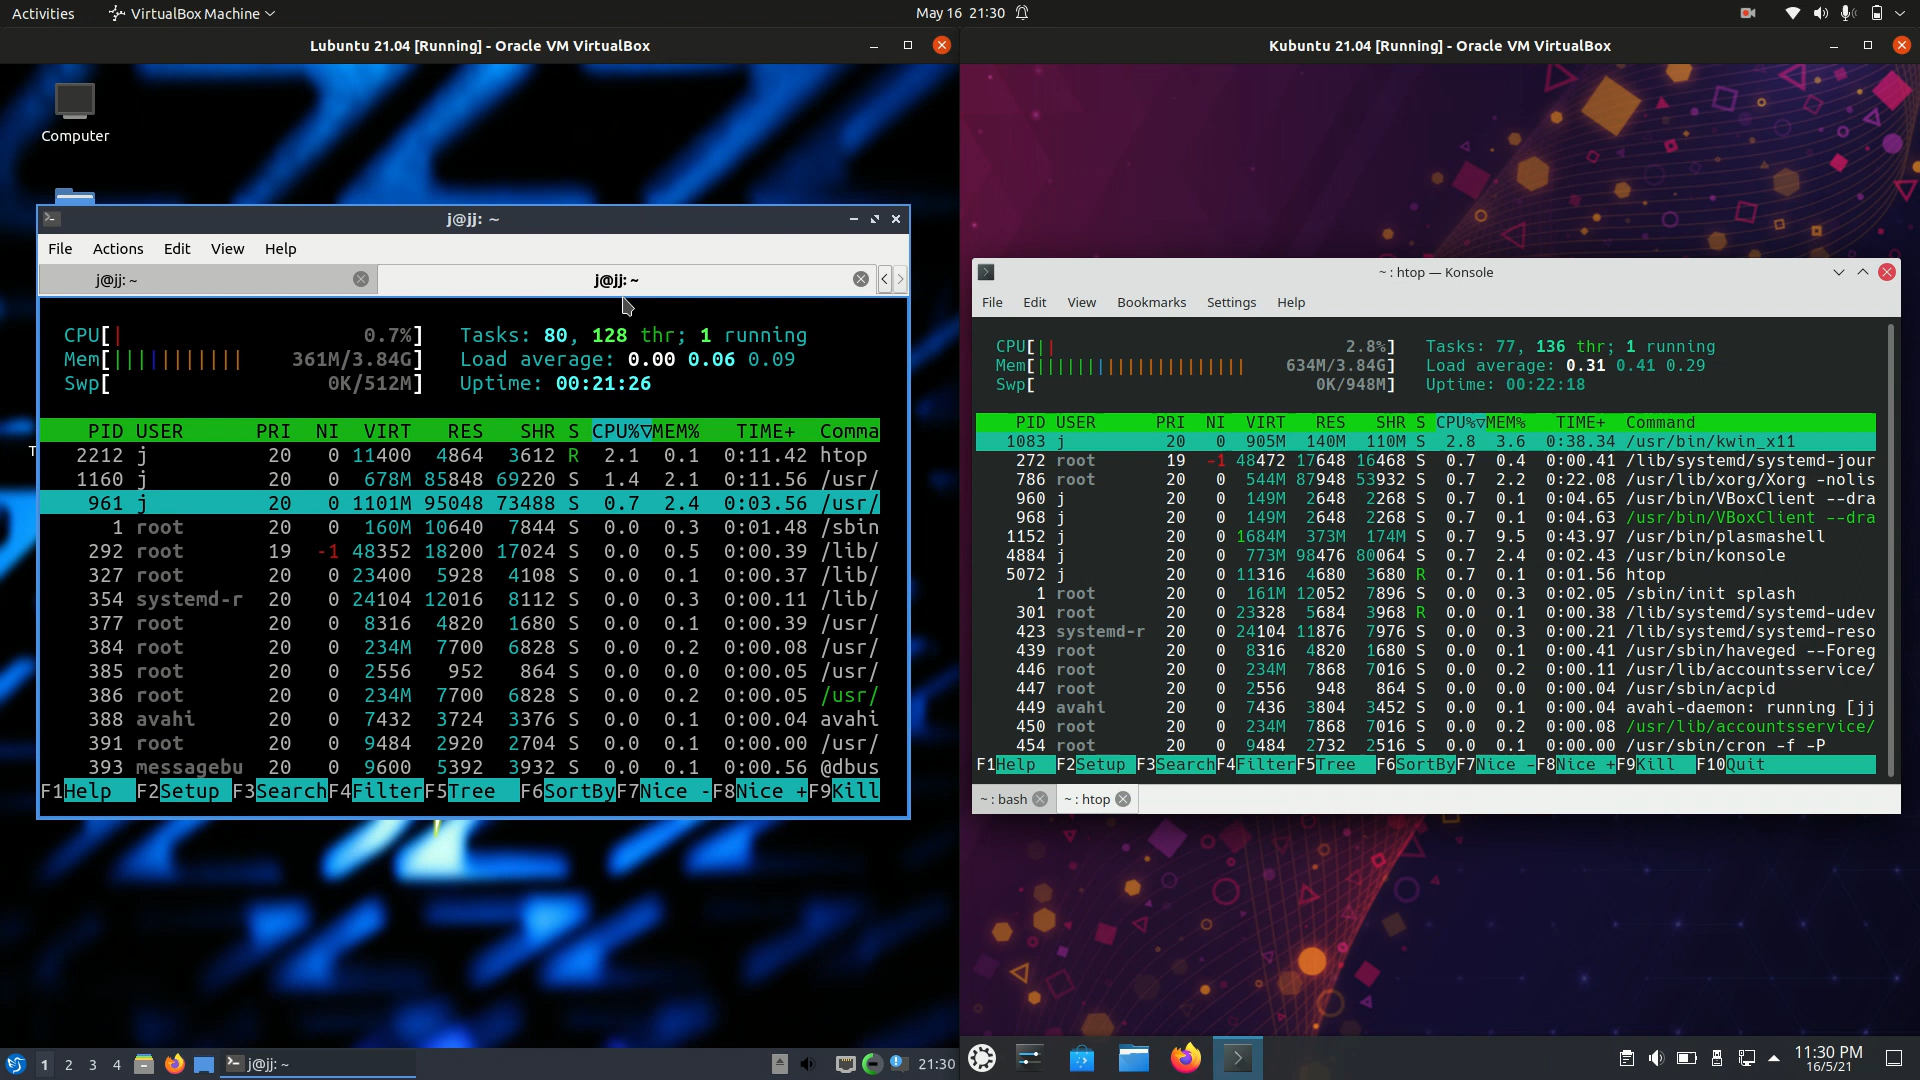 Activities VirtualBox Machine May 16 21:30
Lubuntu 21.04 [Running] - Oracle VM VirtualBox
Computer
j@jj: ~
File Actions Edit View Help
j@jj: ~ j@jj: ~
CPU[| 0.7%] Tasks: 80, 128 thr; 1 running
Mem[||||||||||| 361M/3.84G] Load average: 0.00 0.06 0.09
Swp[ 0K/512M] Uptime: 00:21:26
PID USER PRI NI VIRT RES SHR S CPU%▽MEM% TIME+ Comma
2212 j 20 0 11400 4864 3612 R 2.1 0.1 0:11.42 htop
1160 j 20 0 678M 85848 69220 S 1.4 2.1 0:11.56 /usr/
961 j 20 0 1101M 95048 73488 S 0.7 2.4 0:03.56 /usr/
1 root 20 0 160M 10640 7844 S 0.0 0.3 0:01.48 /sbin
292 root 19 -1 48352 18200 17024 S 0.0 0.5 0:00.39 /lib/
327 root 20 0 23400 5928 4108 S 0.0 0.1 0:00.37 /lib/
354 systemd-r 20 0 24104 12016 8112 S 0.0 0.3 0:00.11 /lib/
377 root 20 0 8316 4820 1680 S 0.0 0.1 0:00.39 /usr/
384 root 20 0 234M 7700 6828 S 0.0 0.2 0:00.08 /usr/
385 root 20 0 2556 952 864 S 0.0 0.0 0:00.05 /usr/
386 root 20 0 234M 7700 6828 S 0.0 0.2 0:00.05 /usr/
388 avahi 20 0 7432 3724 3376 S 0.0 0.1 0:00.04 avahi
391 root 20 0 9484 2920 2704 S 0.0 0.1 0:00.00 /usr/
393 messagebu 20 0 9600 5392 3932 S 0.0 0.1 0:00.56 @dbus
F1Help F2Setup F3SearchF4FilterF5Tree F6SortByF7Nice -F8Nice +F9Kill
1 2 3 4 j@jj: ~ 21:30
Kubuntu 21.04 [Running] - Oracle VM VirtualBox
~ : htop — Konsole
File Edit View Bookmarks Settings Help
CPU[|| 2.8%] Tasks: 77, 136 thr; 1 running
Mem[||||||||||||||||||||| 634M/3.84G] Load average: 0.31 0.41 0.29
Swp[ 0K/948M] Uptime: 00:22:18
PID USER PRI NI VIRT RES SHR S CPU%▽MEM% TIME+ Command
1083 j 20 0 905M 140M 110M S 2.8 3.6 0:38.34 /usr/bin/kwin_x11
272 root 19 -1 48472 17648 16468 S 0.7 0.4 0:00.41 /lib/systemd/systemd-jour
786 root 20 0 544M 87948 53932 S 0.7 2.2 0:22.08 /usr/lib/xorg/Xorg -nolis
960 j 20 0 149M 2648 2268 S 0.7 0.1 0:04.65 /usr/bin/VBoxClient --dra
968 j 20 0 149M 2648 2268 S 0.7 0.1 0:04.63 /usr/bin/VBoxClient --dra
1152 j 20 0 1684M 373M 174M S 0.7 9.5 0:43.97 /usr/bin/plasmashell
4884 j 20 0 773M 98476 80064 S 0.7 2.4 0:02.43 /usr/bin/konsole
5072 j 20 0 11316 4680 3680 R 0.7 0.1 0:01.56 htop
1 root 20 0 161M 12052 7896 S 0.0 0.3 0:02.05 /sbin/init splash
301 root 20 0 23328 5684 3968 R 0.0 0.1 0:00.38 /lib/systemd/systemd-udev
423 systemd-r 20 0 24104 11876 7976 S 0.0 0.3 0:00.21 /lib/systemd/systemd-reso
439 root 20 0 8316 4820 1680 S 0.0 0.1 0:00.41 /usr/sbin/haveged --Foreg
446 root 20 0 234M 7868 7016 S 0.0 0.2 0:00.11 /usr/lib/accountsservice/
447 root 20 0 2556 948 864 S 0.0 0.0 0:00.04 /usr/sbin/acpid
449 avahi 20 0 7436 3804 3452 S 0.0 0.1 0:00.04 avahi-daemon: running [jj
450 root 20 0 234M 7868 7016 S 0.0 0.2 0:00.08 /usr/lib/accountsservice/
454 root 20 0 9484 2732 2516 S 0.0 0.1 0:00.00 /usr/sbin/cron -f -P
F1Help F2Setup F3SearchF4FilterF5Tree F6SortByF7Nice -F8Nice +F9Kill F10Quit
~ : bash ~ : htop
11:30 PM
16/5/21